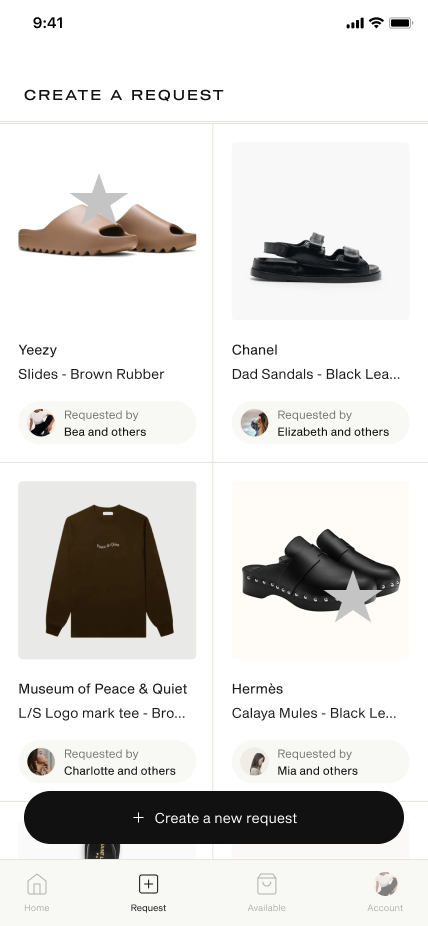 9:41
CREATE A REQUEST
Yeezy
Slides - Brown Rubber
Requested by
Bea and others
Chanel
Dad Sandals - Black Lea...
Requested by
Elizabeth and others
Peace & Quiet
Museum of Peace & Quiet
L/S Logo mark tee - Bro...
Requested by
Charlotte and others
Hermès
Calaya Mules - Black Le...
Requested by
Mia and others
+ Create a new request
Home
Request
Available
Account